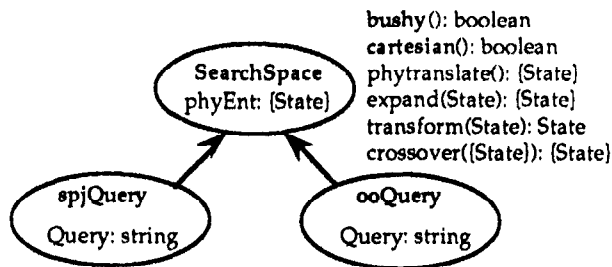 bushy(): boolean
cartesian(): boolean
SearchSpace
phyEnt: {State}
phytranslate(): {State}
expand(State): {State}
transform(State): State
crossover({State}): {State}
spjQuery
Query: string
ooQuery
Query: string